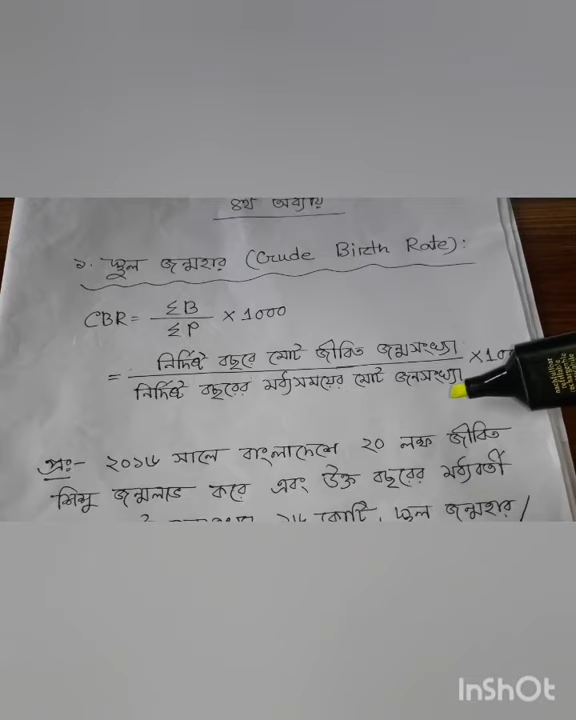 ৪র্থ অধ্যায়
১. স্থূল জন্মহার (Crude Birth Rate):
CBR = ΣB / ΣP × 1000
= নির্দিষ্ট বছরে মোট জীবিত জন্মসংখ্যা / নির্দিষ্ট বছরের মধ্যসময়ের মোট জনসংখ্যা × 100
প্রঃ- ২০১৬ সালে বাংলাদেশে ২০ লক্ষ জীবিত
শিশু জন্মলাভ করে এবং উক্ত বছরের মধ্যবর্তী
১৬ কোটি, স্থূল জন্মহার/
InShOt